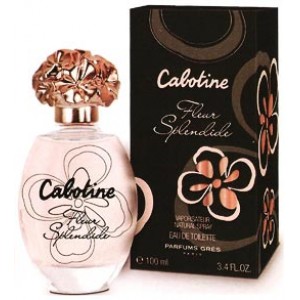 Cabotine
Fleur
Splendide
Cabotine
Fleur
Splendide
VAPORISATEUR
NATURAL SPRAY
EAU DE TOILETTE
PARFUMS GRÈS
PARIS
℮ 100 ml 3.4 fl.oz.